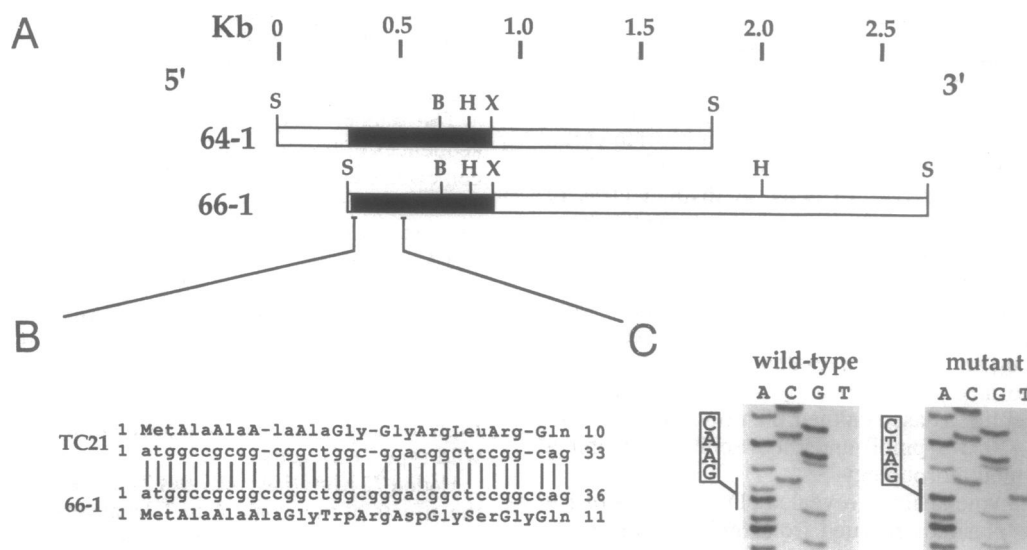 A
Kb 0 0.5 1.0 1.5 2.0 2.5
5' 3'
S B H X S
64-1
S B H X H S
66-1
B
C
1 MetAlaAlaA-laAlaGly-GlyArgLeuArg-Gln 10
TC21
1 atggccgcgg-cggctggc-ggacggctccgg-cag 33
1 atggccgcggccggctggcgggacggctccggccag 36
66-1
1 MetAlaAlaAlaGlyTrpArgAspGlySerGlyGln 11
wild-type mutant
A C G T A C G T
CAAG
CTAG